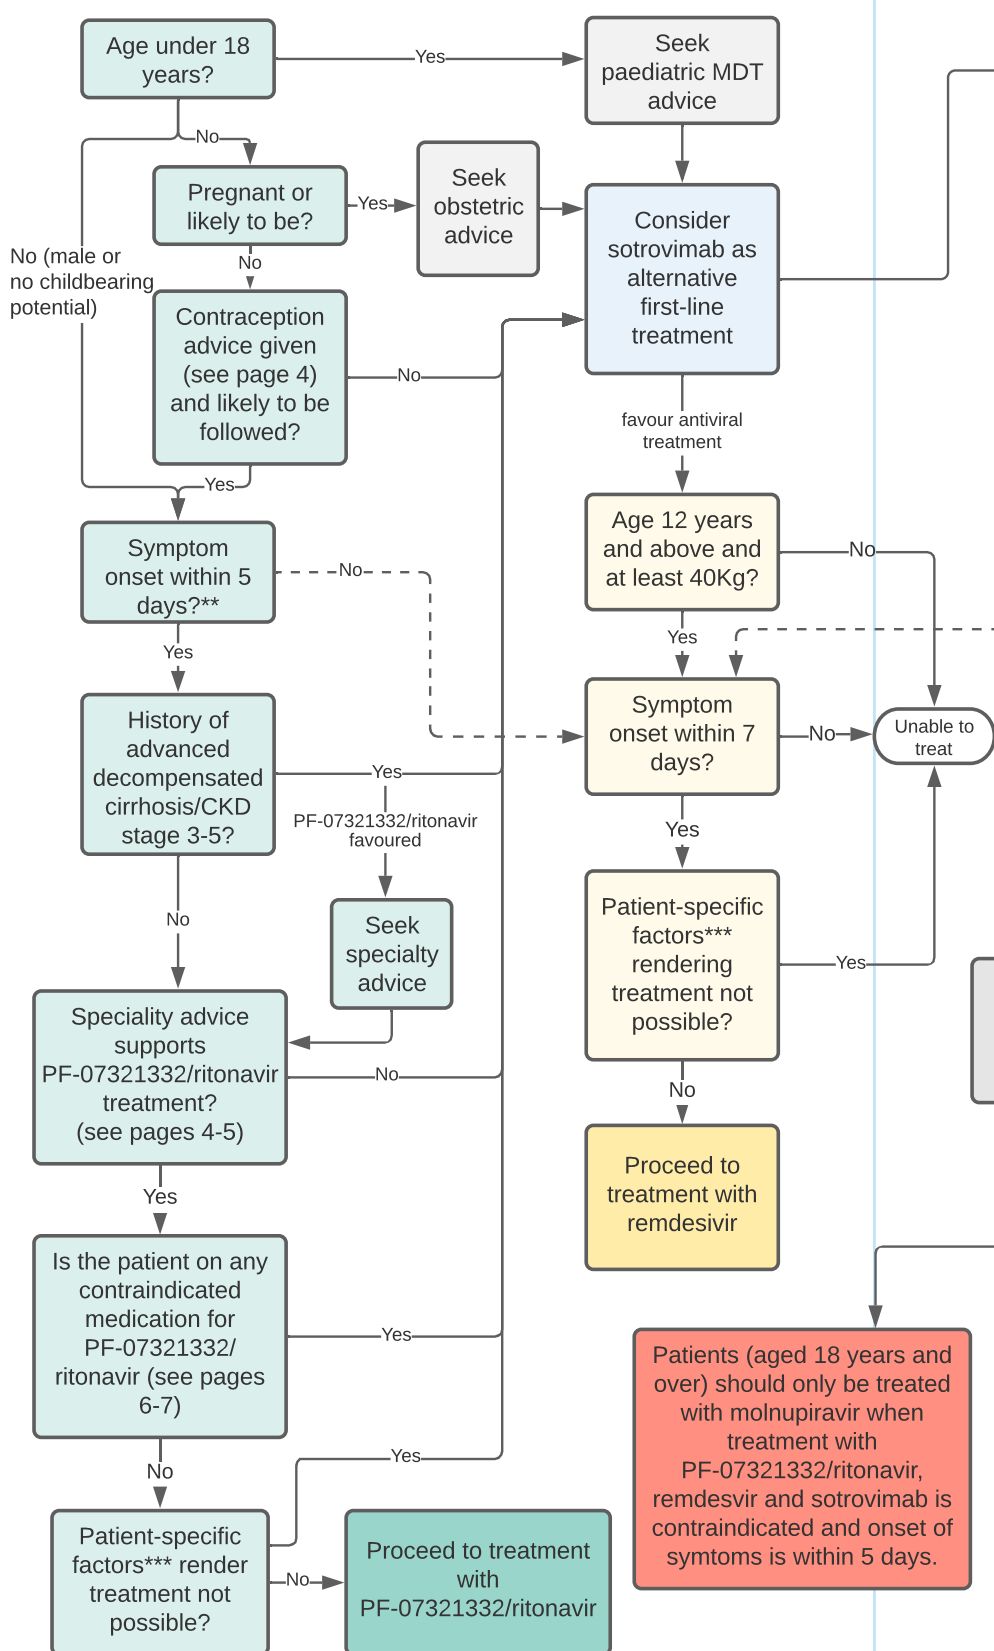 Age under 18
years?
Yes
Seek
paediatric MDT
advice
No
Pregnant or
likely to be?
Yes
Seek
obstetric
advice
Consider
sotrovimab as
alternative
first-line
treatment
No (male or
no childbearing
potential)
No
Contraception
advice given
(see page 4)
and likely to be
followed?
No
favour antiviral
treatment
Yes
Symptom
onset within 5
days?**
No
Age 12 years
and above and
at least 40Kg?
No
Yes
Yes
History of
advanced
decompensated
cirrhosis/CKD
stage 3-5?
Yes
PF-07321332/ritonavir
favoured
Symptom
onset within 7
days?
No
Unable to
treat
Yes
No
Seek
specialty
advice
Patient-specific
factors***
rendering
treatment not
possible?
Yes
Speciality advice
supports
PF-07321332/ritonavir
treatment?
(see pages 4-5)
No
No
Yes
Proceed to
treatment with
remdesivir
Is the patient on any
contraindicated
medication for
PF-07321332/
ritonavir (see pages
6-7)
Yes
Patients (aged 18 years and
over) should only be treated
with molnupiravir when
treatment with
PF-07321332/ritonavir,
remdesvir and sotrovimab is
contraindicated and onset of
symtoms is within 5 days.
No
Yes
Patient-specific
factors*** render
treatment not
possible?
No
Proceed to treatment
with
PF-07321332/ritonavir